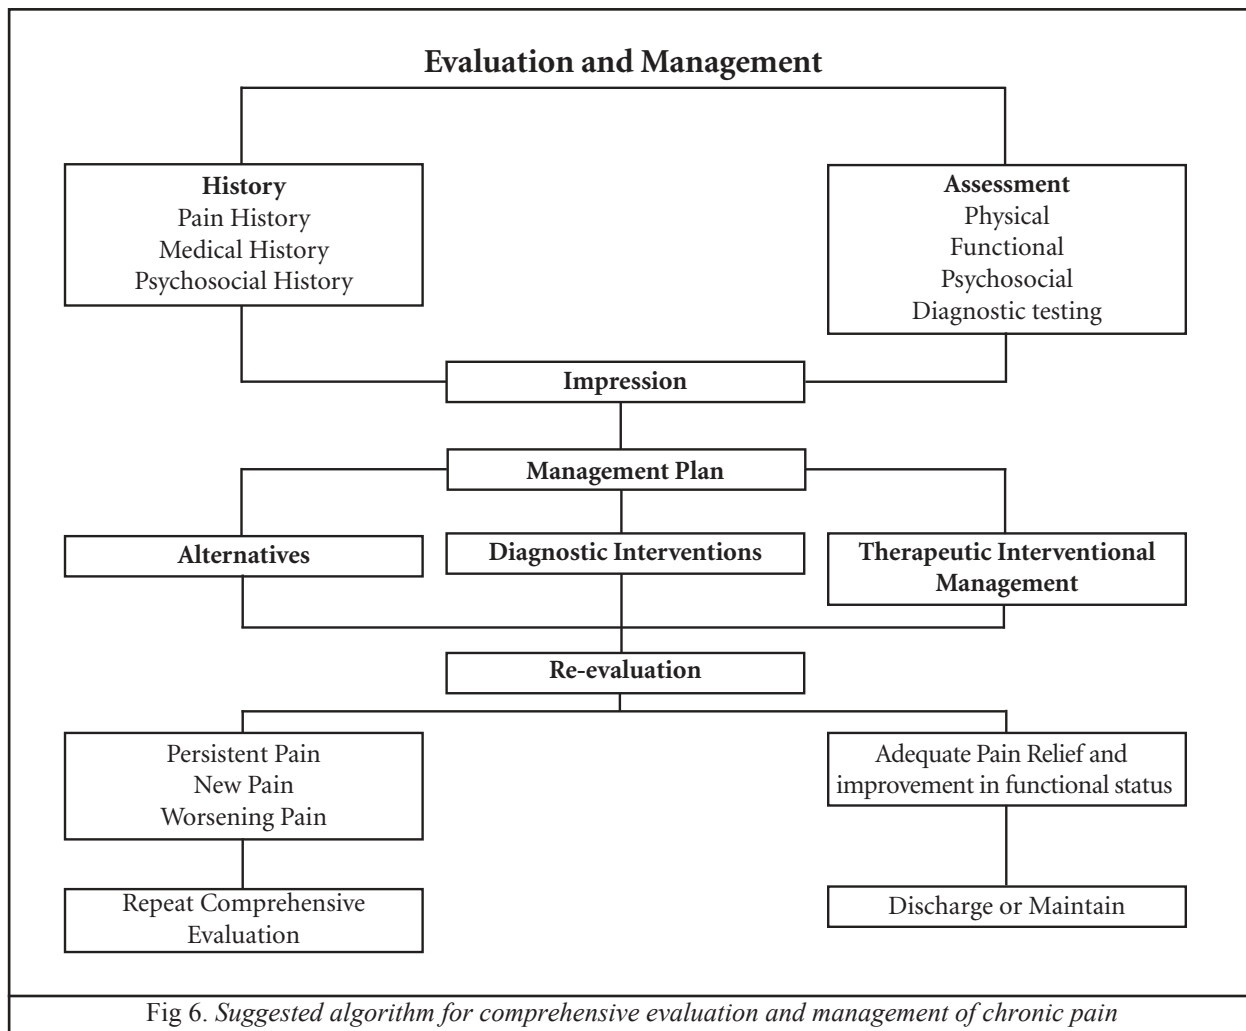 Evaluation and Management
History
Pain History
Medical History
Psychosocial History
Assessment
Physical
Functional
Psychosocial
Diagnostic testing
Impression
Management Plan
Alternatives
Diagnostic Interventions
Therapeutic Interventional
Management
Re-evaluation
Persistent Pain
New Pain
Worsening Pain
Adequate Pain Relief and
improvement in functional status
Repeat Comprehensive
Evaluation
Discharge or Maintain
Fig 6. Suggested algorithm for comprehensive evaluation and management of chronic pain